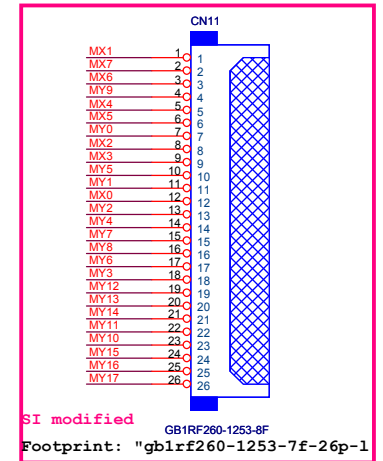 CN11
MX1 1 1
MX7 2 2
MX6 3 3
MY9 4 4
MX4 5 5
MX5 6 6
MY0 7 7
MX2 8 8
MX3 9 9
MY5 10 10
MY1 11 11
MX0 12 12
MY2 13 13
MY4 14 14
MY7 15 15
MY8 16 16
MY6 17 17
MY3 18 18
MY12 19 19
MY13 20 20
MY14 21 21
MY11 22 22
MY10 23 23
MY15 24 24
MY16 25 25
MY17 26 26
SI modified
GB1RF260-1253-8F
Footprint: "gb1rf260-1253-7f-26p-l